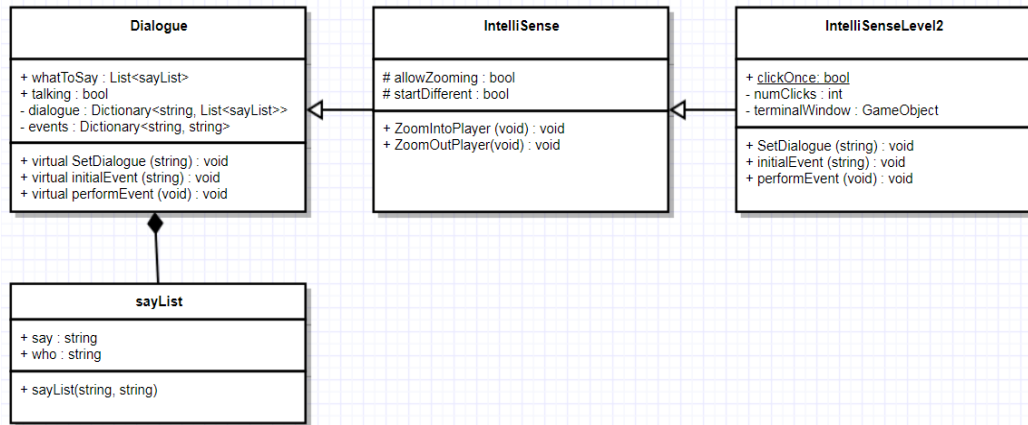 Dialogue
+ whatToSay : List<sayList>
+ talking : bool
- dialogue : Dictionary<string, List<sayList>>
- events : Dictionary<string, string>
+ virtual SetDialogue (string) : void
+ virtual initialEvent (string) : void
+ virtual performEvent (void) : void
IntelliSense
# allowZooming : bool
# startDifferent : bool
+ ZoomIntoPlayer (void) : void
+ ZoomOutPlayer(void) : void
IntelliSenseLevel2
+ clickOnce: bool
- numClicks : int
- terminalWindow : GameObject
+ SetDialogue (string) : void
+ initialEvent (string) : void
+ performEvent (void) : void
sayList
+ say : string
+ who : string
+ sayList(string, string)